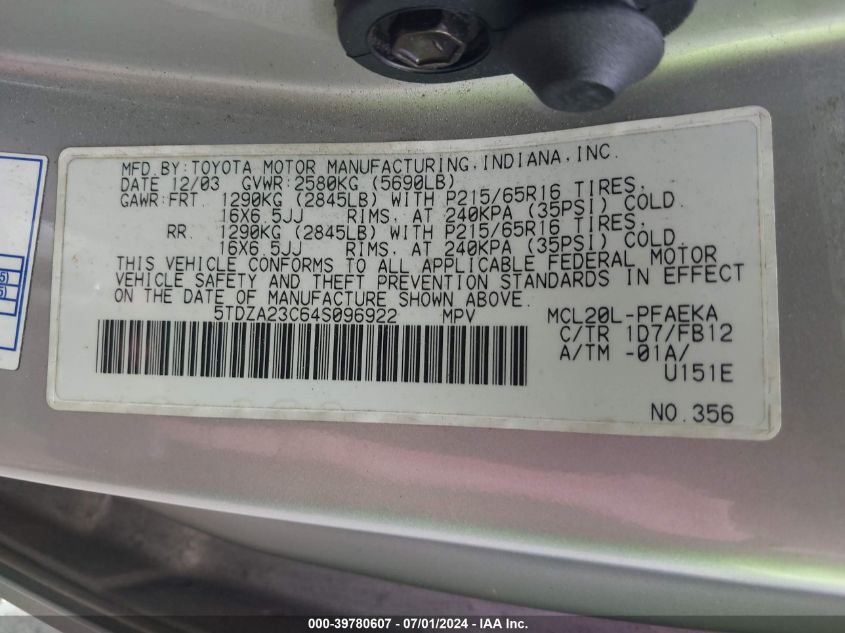 MFD.BY:TOYOTA MOTOR MANUFACTURING,INDIANA,INC.
DATE 12/03 GVWR:2580KG (5690LB)
GAWR:FRT. 1290KG (2845LB) WITH P215/65R16 TIRES,
16X6.5JJ RIMS, AT 240KPA (35PSI) COLD.
RR. 1290KG (2845LB) WITH P215/65R16 TIRES,
16X6.5JJ RIMS, AT 240KPA (35PSI) COLD.
THIS VEHICLE CONFORMS TO ALL APPLICABLE FEDERAL MOTOR
VEHICLE SAFETY AND THEFT PREVENTION STANDARDS IN EFFECT
ON THE DATE OF MANUFACTURE SHOWN ABOVE.
5TDZA23C64S096922 MPV MCL20L-PFAEKA
C/TR 1D7/FB12
A/TM -01A/
U151E
NO.356
000-39780607 - 07/01/2024 - IAA Inc.